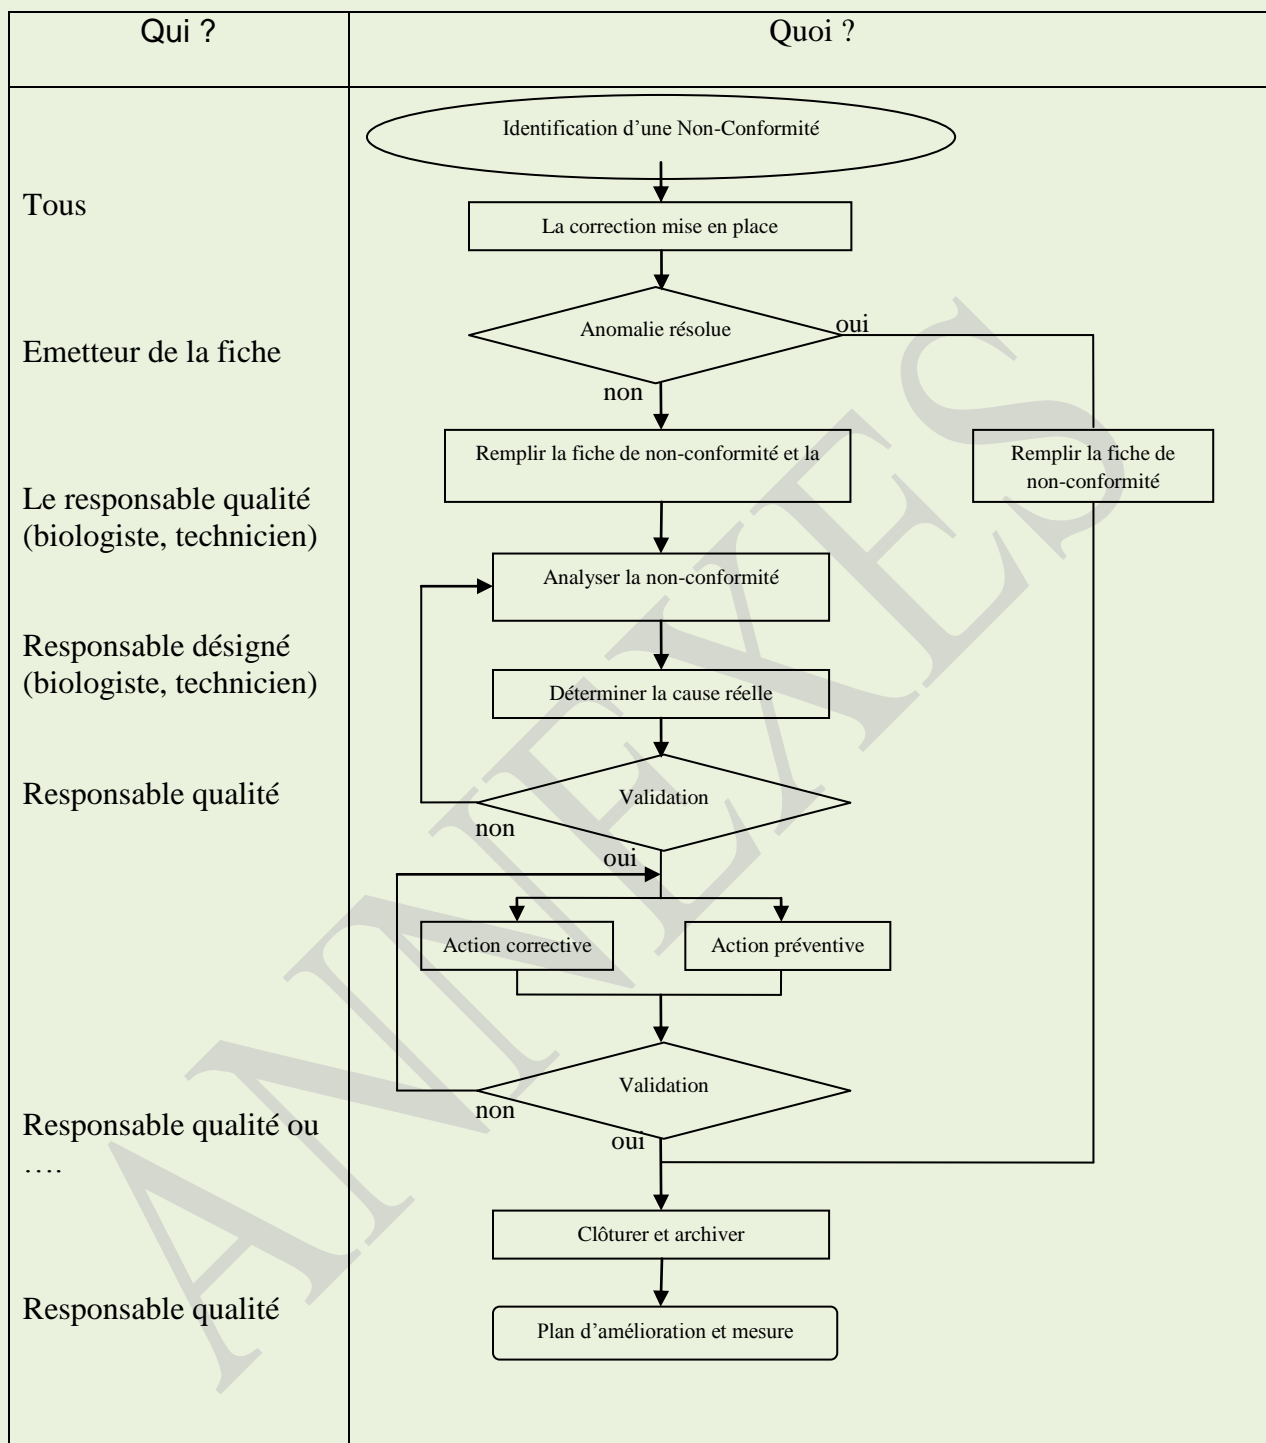 Qui ?
Quoi ?
Identification d’une Non-Conformité
Tous
La correction mise en place
Anomalie résolue
oui
Emetteur de la fiche
non
Remplir la fiche de non-conformité et la
Remplir la fiche de
non-conformité
Le responsable qualité
(biologiste, technicien)
Analyser la non-conformité
Responsable désigné
(biologiste, technicien)
Déterminer la cause réelle
Responsable qualité
Validation
non
oui
Action corrective
Action préventive
Validation
non
Responsable qualité ou
….
oui
Clôturer et archiver
Responsable qualité
Plan d’amélioration et mesure
ANNEXES